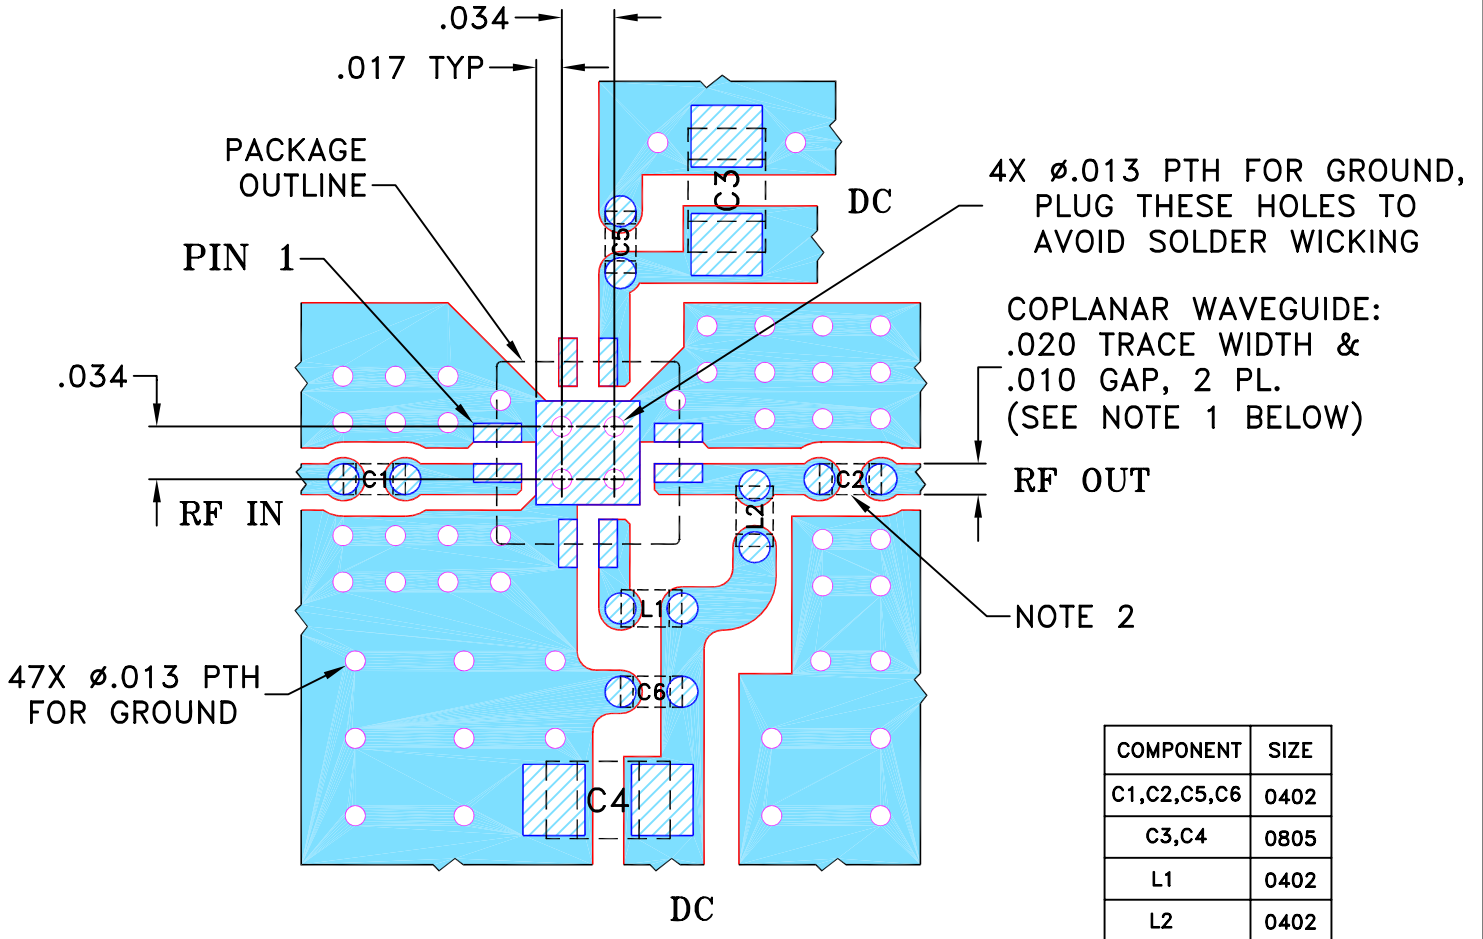 .034
.017 TYP
PACKAGE
OUTLINE
PIN 1
.034
RF IN
47X ø.013 PTH
FOR GROUND
C3
C5
DC
4X ø.013 PTH FOR GROUND,
PLUG THESE HOLES TO
AVOID SOLDER WICKING
COPLANAR WAVEGUIDE:
.020 TRACE WIDTH &
.010 GAP, 2 PL.
(SEE NOTE 1 BELOW)
RF OUT
C1
C2
L2
L1
C6
C4
NOTE 2
DC
COMPONENT SIZE
C1,C2,C5,C6 0402
C3,C4 0805
L1 0402
L2 0402